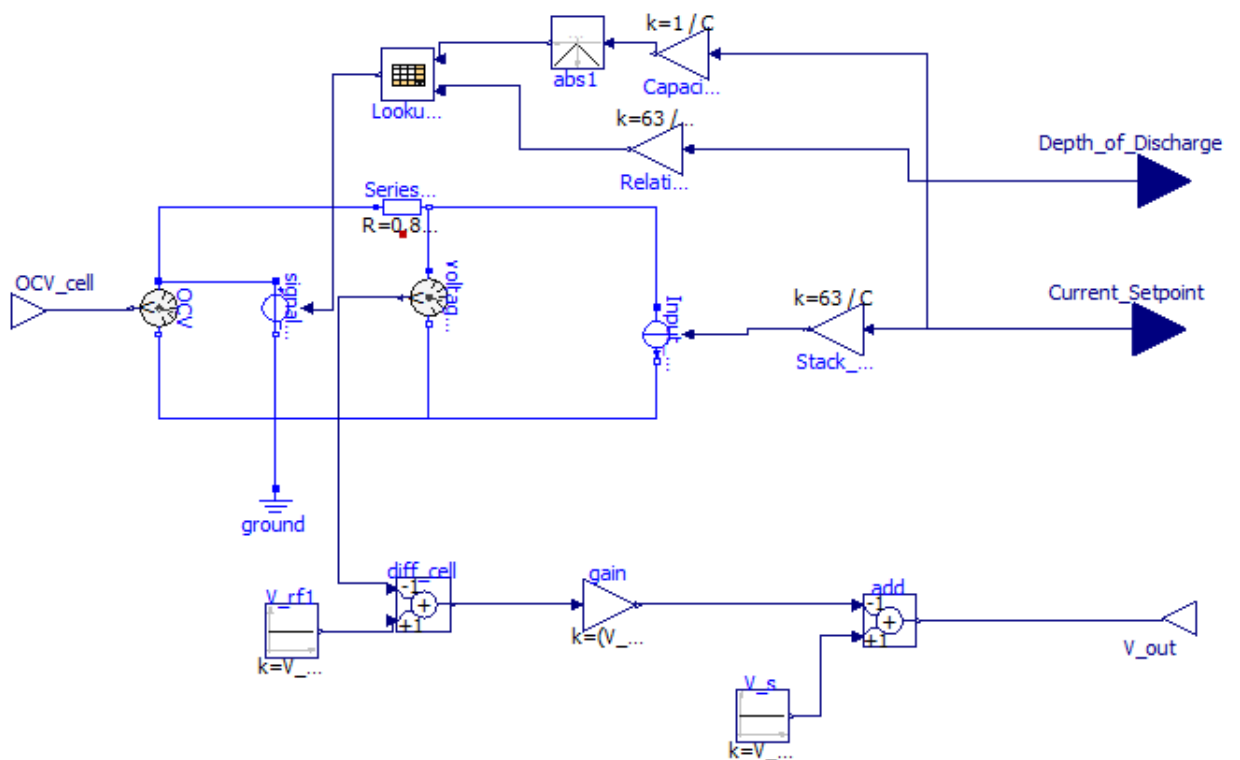 k=1 / C
abs1
Capaci...
Looku...
k=63 /...
Relati...
Depth_of_Discharge
Series...
R=0.8...
OCV_cell
OCV
signal...
voltag...
Input_...
k=63 / C
Stack_...
Current_Setpoint
ground
diff_cell
-1
+
+1
V_rf1
k=V_...
gain
k=(V_...
add
-1
+
+1
V_out
V_s
k=V_...